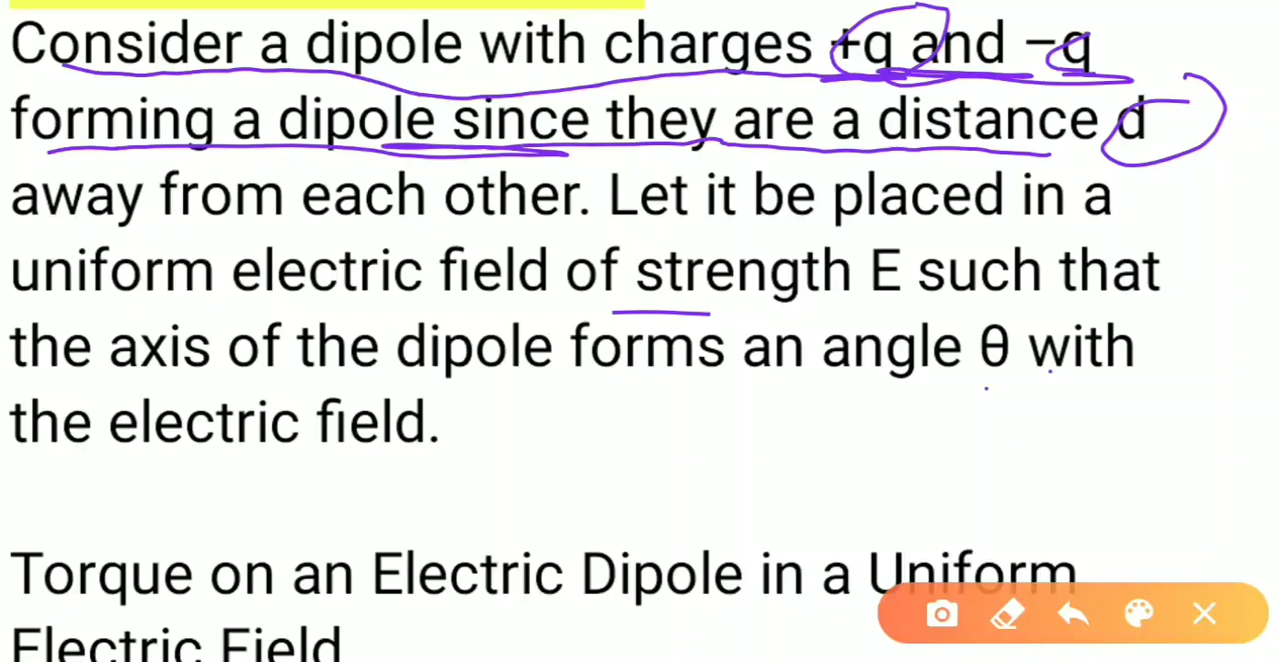 Consider a dipole with charges +q and −q
forming a dipole since they are a distance d
away from each other. Let it be placed in a
uniform electric field of strength E such that
the axis of the dipole forms an angle θ with
the electric field.
Torque on an Electric Dipole in a Uniform
Electric Field